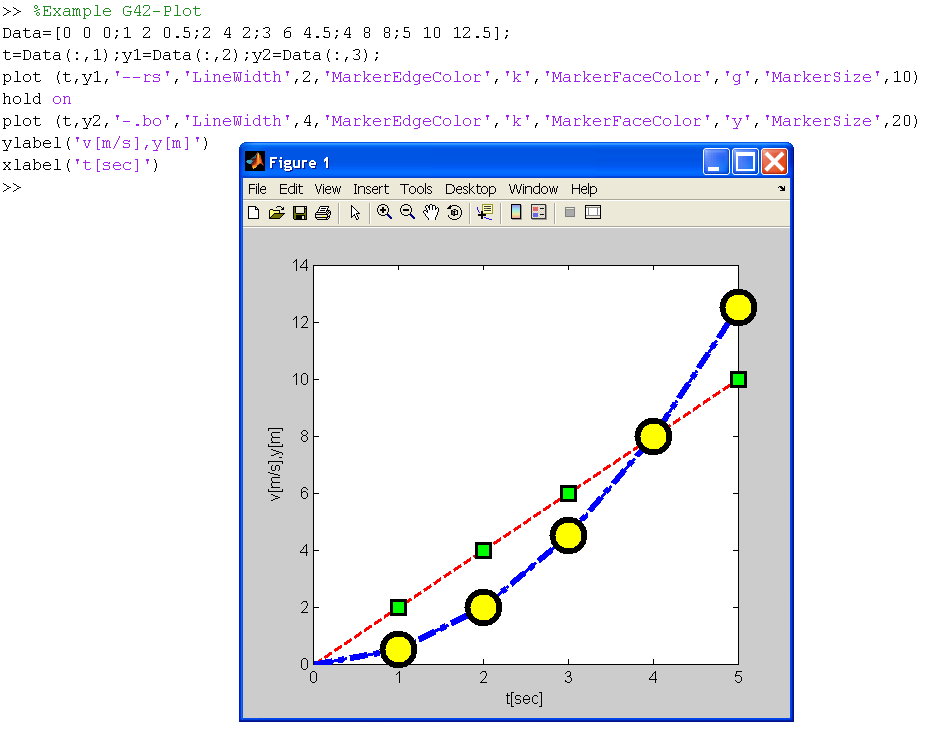 >> %Example G42-Plot
Data=[0 0 0;1 2 0.5;2 4 2;3 6 4.5;4 8 8;5 10 12.5];
t=Data(:,1);y1=Data(:,2);y2=Data(:,3);
plot (t,y1,'--rs','LineWidth',2,'MarkerEdgeColor','k','MarkerFaceColor','g','MarkerSize',10)
hold on
plot (t,y2,'-.bo','LineWidth',4,'MarkerEdgeColor','k','MarkerFaceColor','y','MarkerSize',20)
ylabel('v[m/s],y[m]')
xlabel('t[sec]')
>>
Figure 1
File Edit View Insert Tools Desktop Window Help
14
12
10
8
6
4
2
0
v[m/s],y[m]
0 1 2 3 4 5
t[sec]